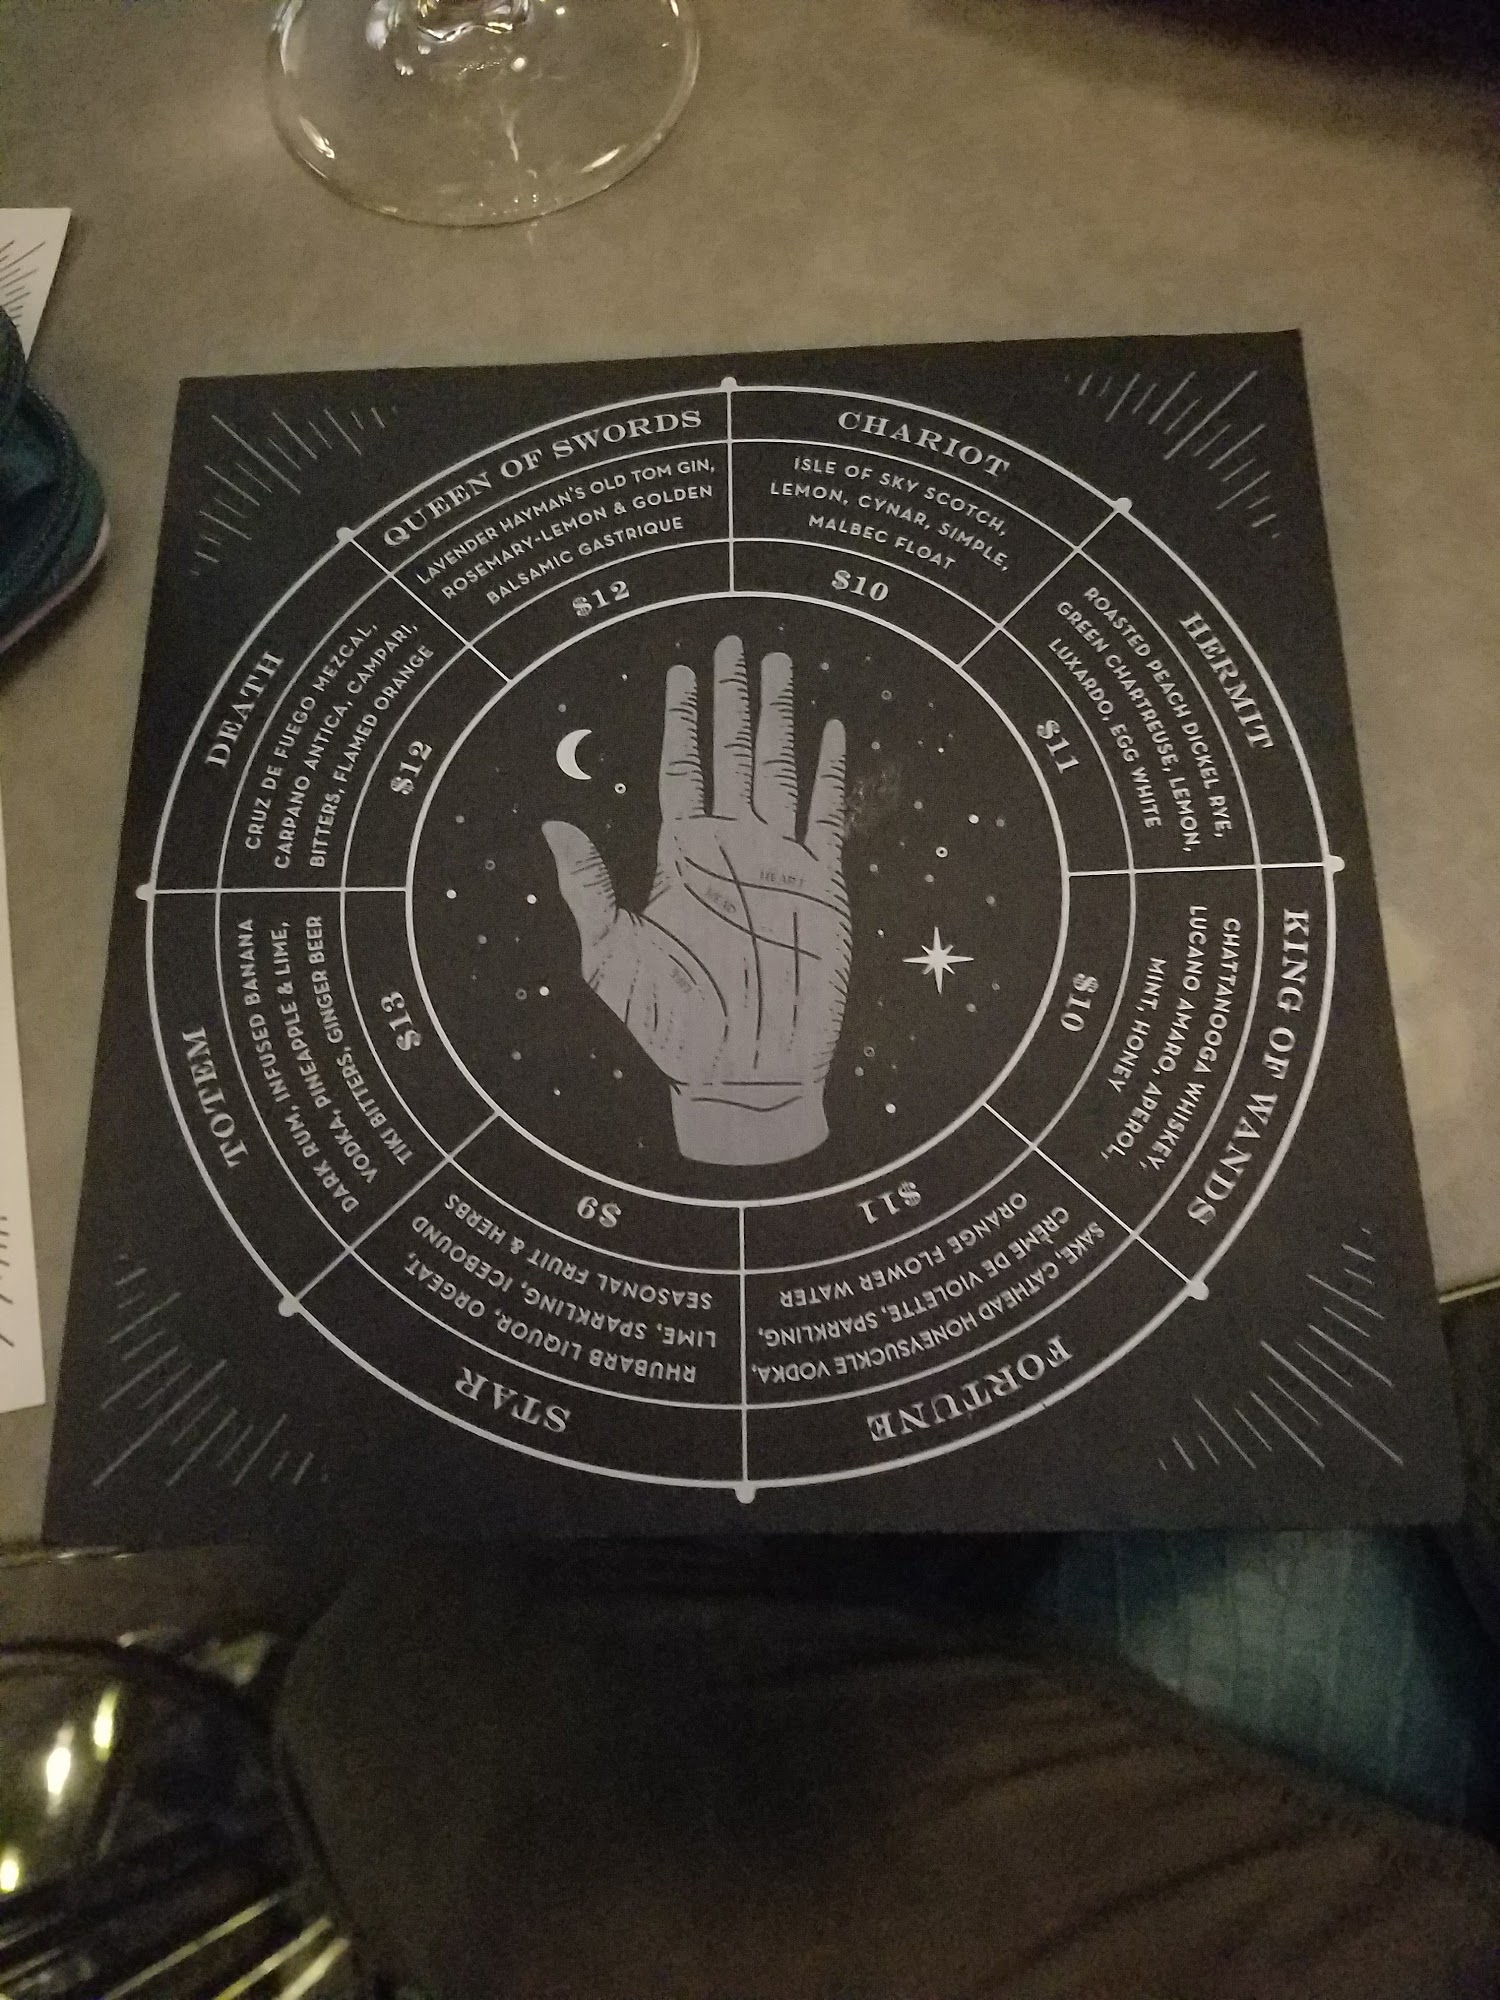 QUEEN OF SWORDS
LAVENDER HAYMAN'S OLD TOM GIN,
ROSEMARY-LEMON & GOLDEN
BALSAMIC GASTRIQUE
$12
CHARIOT
ISLE OF SKY SCOTCH,
LEMON, CYNAR, SIMPLE,
MALBEC FLOAT
$10
HERMIT
ROASTED PEACH DICKEL RYE,
GREEN CHARTREUSE, LEMON,
LUXARDO, EGG WHITE
$11
KING OF WANDS
CHATTANOOGA WHISKEY,
LUCANO AMARO, APEROL,
MINT, HONEY
$10
FORTUNE
SAKE, CATHEAD HONEYSUCKLE VODKA,
CRÈME DE VIOLETTE, SPARKLING,
ORANGE FLOWER WATER
$11
STAR
RHUBARB LIQUOR, ORGEAT,
LIME, SPARKLING, ICEBOUND
SEASONAL FRUIT & HERBS
$9
TOTEM
DARK RUM, INFUSED BANANA
VODKA, PINEAPPLE & LIME,
TIKI BITTERS, GINGER BEER
$13
DEATH
CRUZ DE FUEGO MEZCAL,
CARPANO ANTICA, CAMPARI,
BITTERS, FLAMED ORANGE
$12
HEART
HEAD